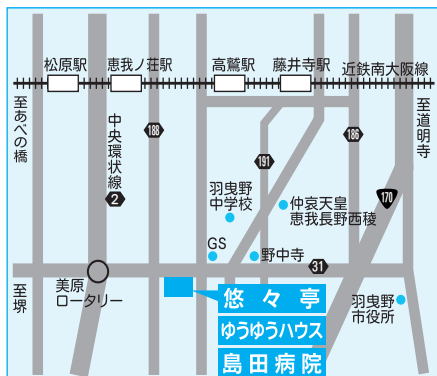 松原駅
恵我ノ荘駅
高鷲駅
藤井寺駅
近鉄南大阪線
至あべの橋
中央環状線
2
188
186
191
170
至道明寺
羽曳野
中学校
仲哀天皇
恵我長野西稜
GS
野中寺
31
至堺
美原
ロータリー
羽曳野
市役所
悠々亭
ゆうゆうハウス
島田病院